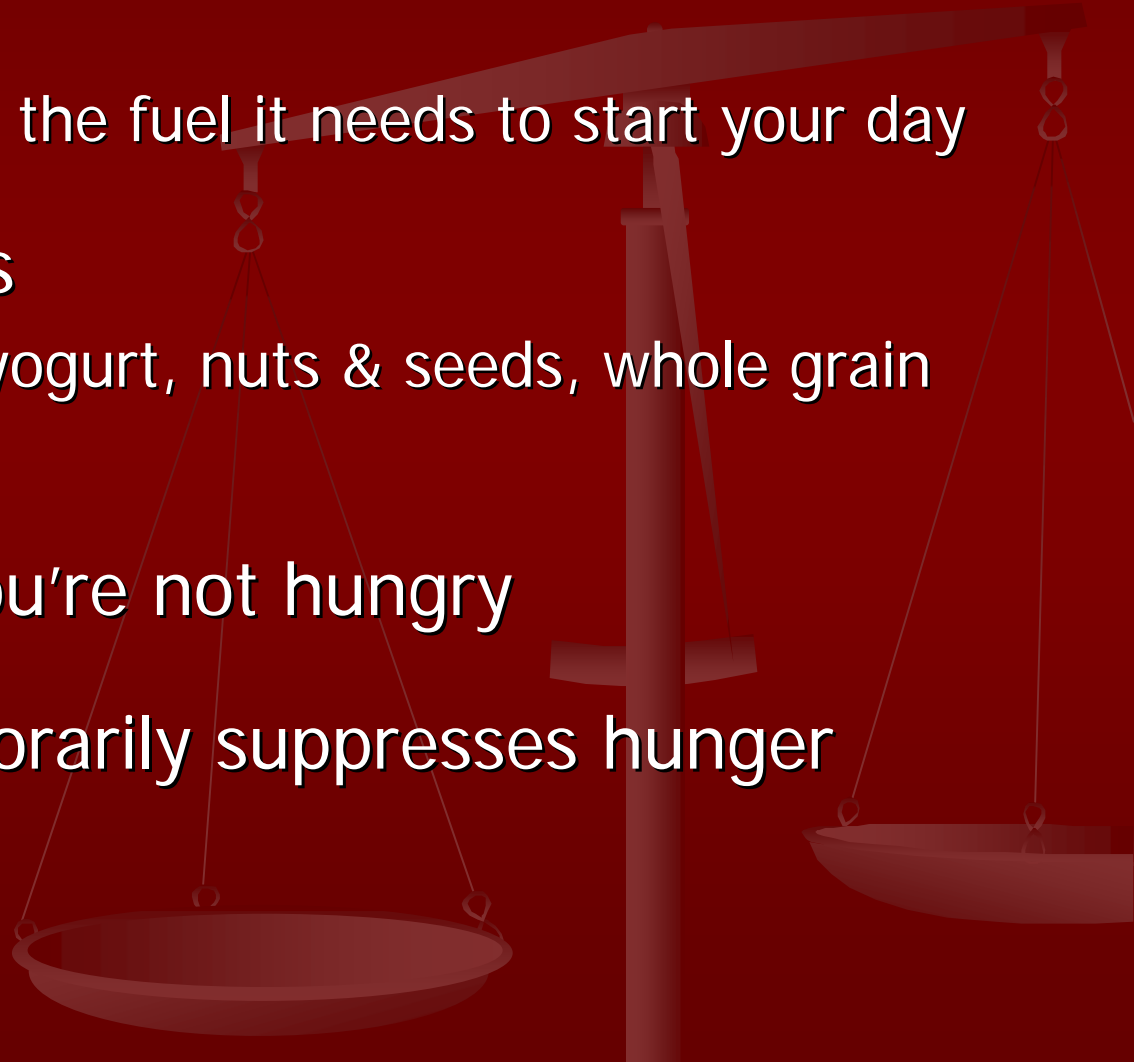 the fuel it needs to start your day
s
yogurt, nuts & seeds, whole grain
ou're not hungry
orarily suppresses hunger